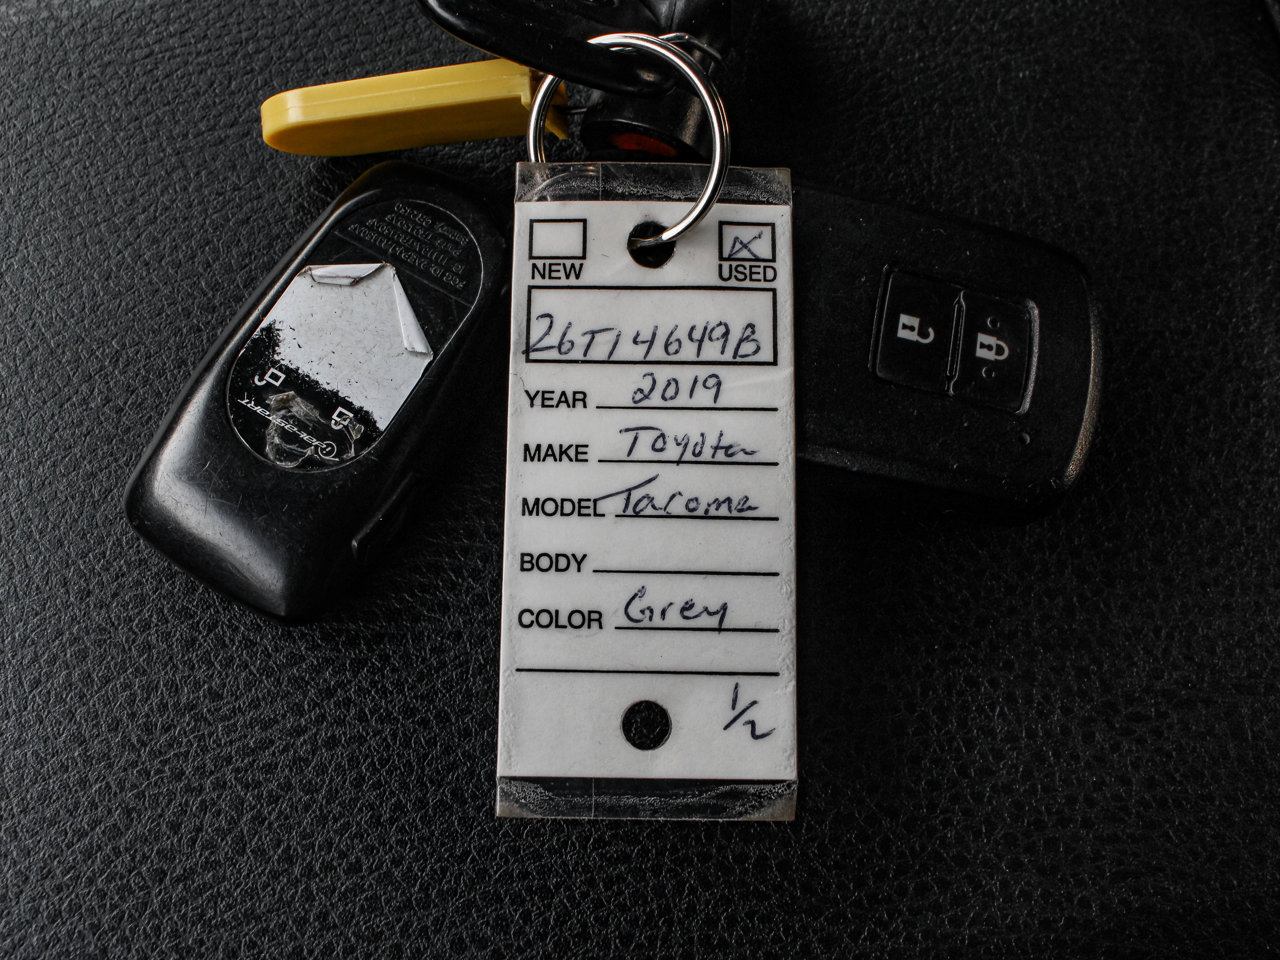 NEW USED
26T14649B
YEAR 2019
MAKE Toyota
MODEL Tacoma
BODY
COLOR Grey
1/2